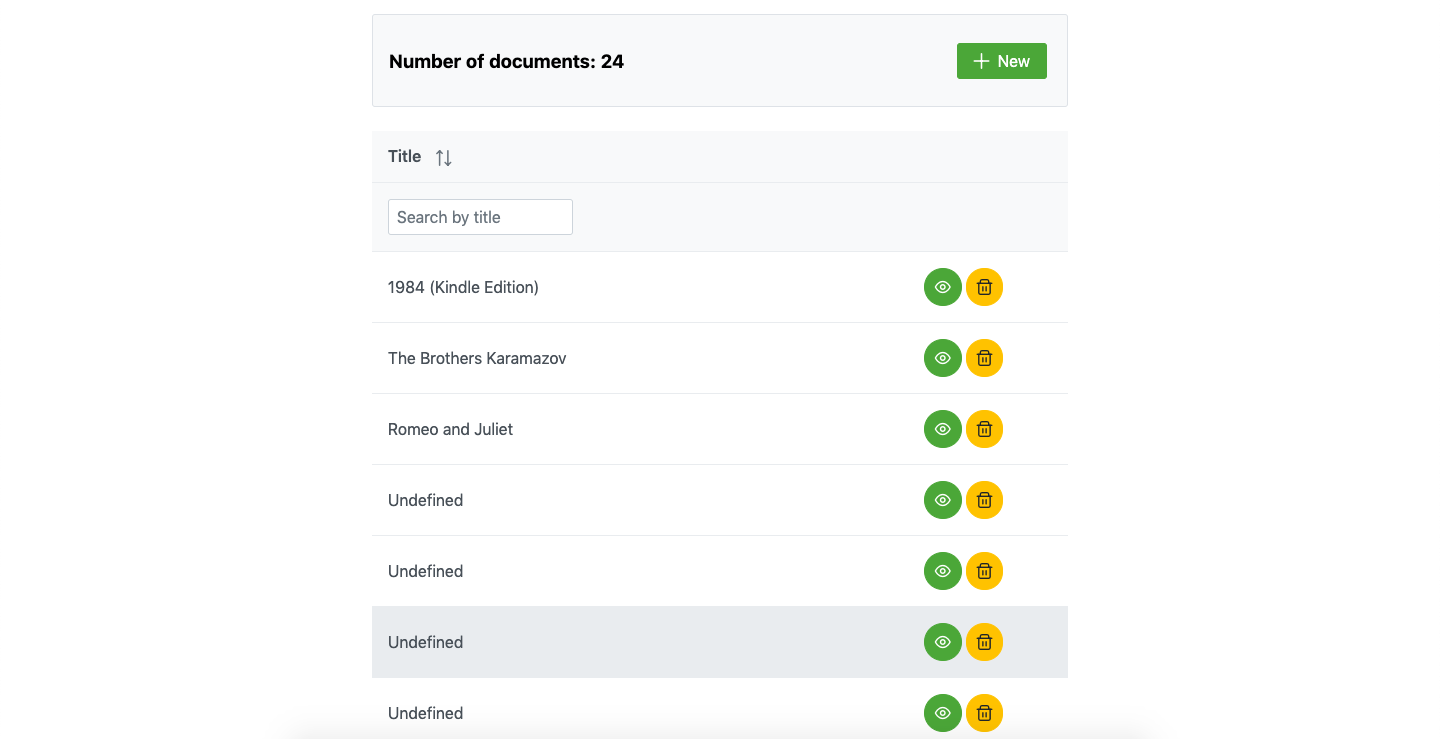 Number of documents: 24
New
Title
Search by title
1984 (Kindle Edition)
The Brothers Karamazov
Romeo and Juliet
Undefined
Undefined
Undefined
Undefined